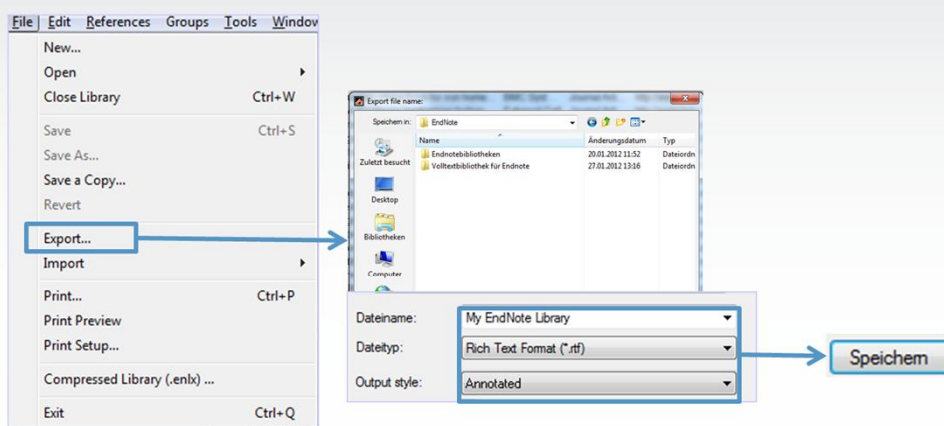 File Edit References Groups Tools Window
New...
Open
Close Library Ctrl+W
Save Ctrl+S
Save As...
Save a Copy...
Revert
Export...
Import
Print... Ctrl+P
Print Preview
Print Setup...
Compressed Library (.enlx) ...
Exit Ctrl+Q
Export file name:
Speichern in: EndNote
Name Änderungsdatum Typ
Endnotebibliotheken 20.01.2012 11:52 Dateiordn
Volltextbibliothek für Endnote 27.01.2012 13:16 Dateiordn
Zuletzt besucht
Desktop
Bibliotheken
Computer
Dateiname: My EndNote Library
Dateityp: Rich Text Format (*.rtf)
Output style: Annotated
Speichern